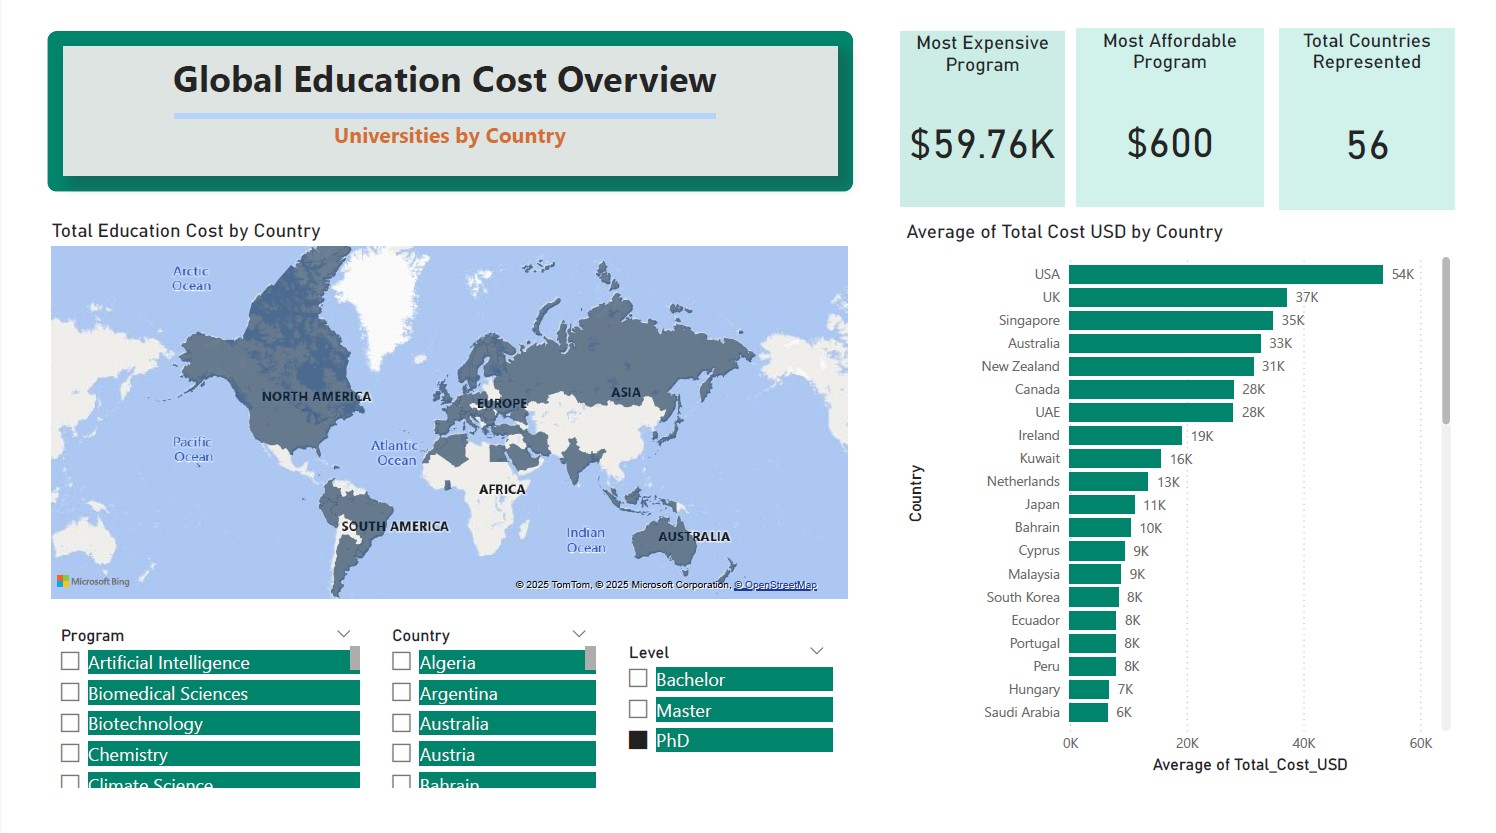 Global Education Cost Overview
Universities by Country
Most Expensive
Program
$59.76K
Most Affordable
Program
$600
Total Countries
Represented
56
Total Education Cost by Country
Arctic
Ocean
NORTH AMERICA
EUROPE
ASIA
Pacific
Ocean
Atlantic
Ocean
AFRICA
SOUTH AMERICA
Indian
Ocean
AUSTRALIA
Microsoft Bing
© 2025 TomTom, © 2025 Microsoft Corporation, © OpenStreetMap
Average of Total Cost USD by Country
Country
USA 54K
UK 37K
Singapore 35K
Australia 33K
New Zealand 31K
Canada 28K
UAE 28K
Ireland 19K
Kuwait 16K
Netherlands 13K
Japan 11K
Bahrain 10K
Cyprus 9K
Malaysia 9K
South Korea 8K
Ecuador 8K
Portugal 8K
Peru 8K
Hungary 7K
Saudi Arabia 6K
0K 20K 40K 60K
Average of Total_Cost_USD
Program
Artificial Intelligence
Biomedical Sciences
Biotechnology
Chemistry
Climate Science
Country
Algeria
Argentina
Australia
Austria
Bahrain
Level
Bachelor
Master
PhD